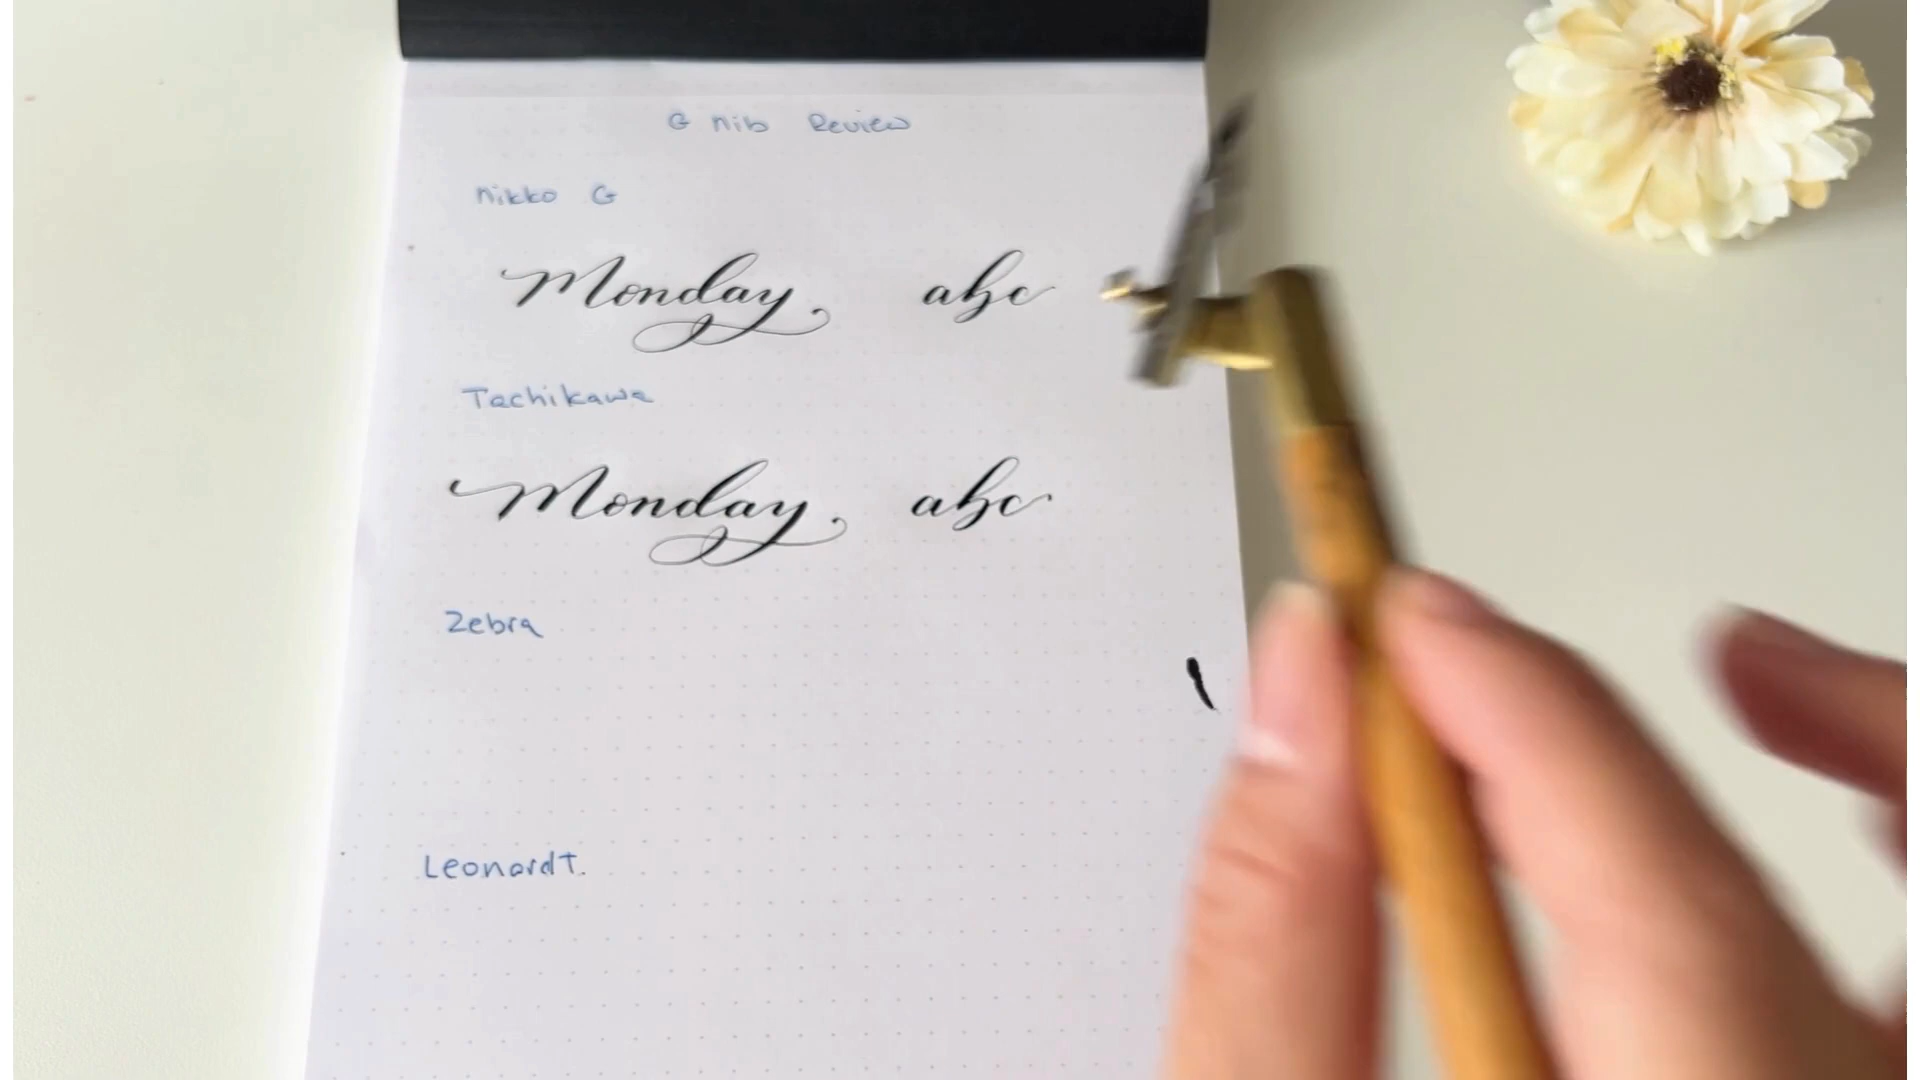 G Nib Review
Nikko G
Monday, abc
Tachikawa
Monday, abc
Zebra
Leonardt.